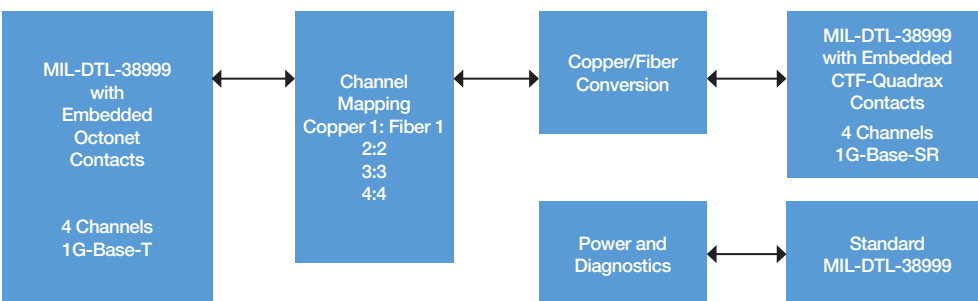 MIL-DTL-38999
with
Embedded
Octonet
Contacts
4 Channels
1G-Base-T
Channel
Mapping
Copper 1: Fiber 1
2:2
3:3
4:4
Copper/Fiber
Conversion
MIL-DTL-38999
with Embedded
CTF-Quadrax
Contacts
4 Channels
1G-Base-SR
Power and
Diagnostics
Standard
MIL-DTL-38999